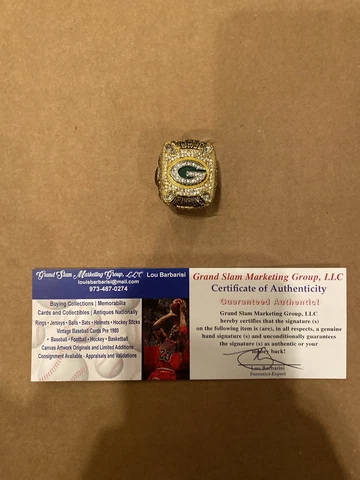 Grand Slam Marketing Group, LLC Lou Barbarisi
louisbarbarisi@mail.com
973-487-0274
Buying Collections | Memorabilia
Cards and Collectibles | Antiques Nationally
Rings • Jerseys • Balls • Bats • Helmets • Hockey Sticks
Vintage Baseball Cards Pre 1980
• Baseball • Football • Hockey • Basketball
Canvas Artwork Originals and Limited Additions
Consignment Available - Appraisals and Validations
23
Grand Slam Marketing Group, LLC
Certificate of Authenticity
Guaranteed Authentic!
Grand Slam Marketing Group, LLC
hereby certifies that the signature (s)
on the following item is (are), in all respects, a genuine
hand signature (s) and unconditionally guarantees
the signature (s) as authentic or your
money back!
Lou Barbarisi
Forensics Expert